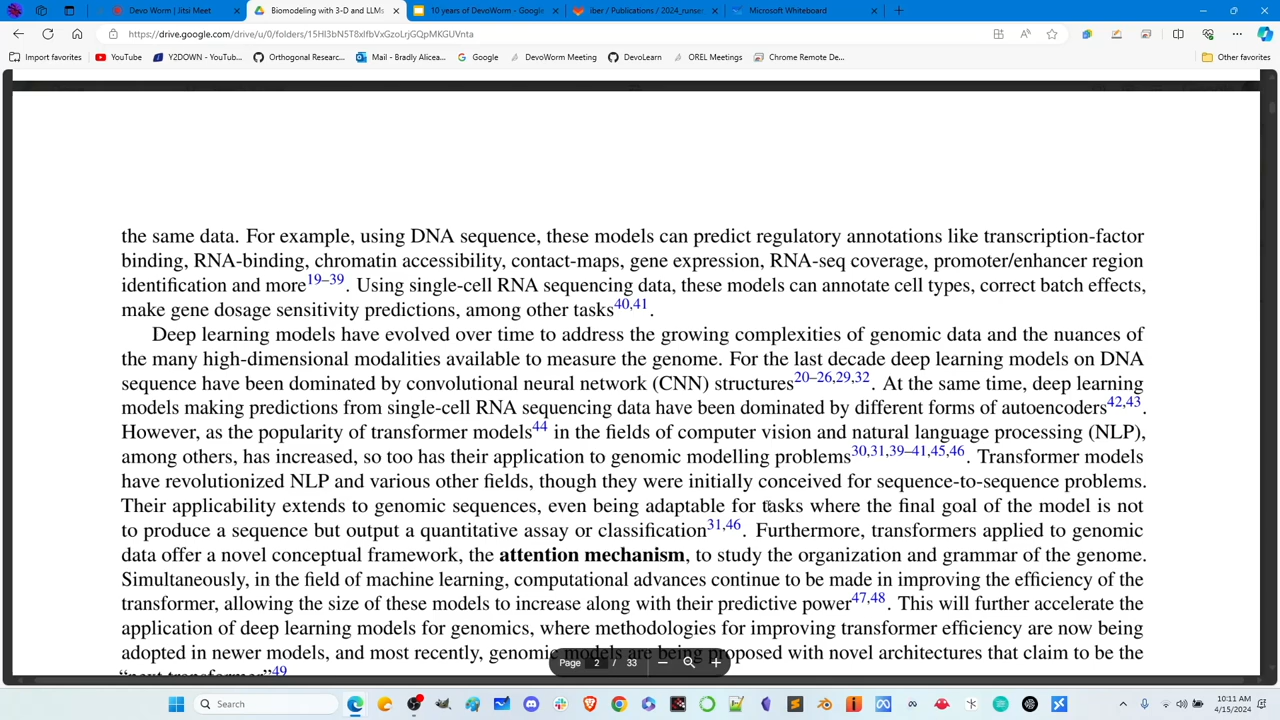 Devo Worm | Jitsi Meet
Biomodeling with 3-D and LLMs
10 years of DevoWorm - Google
iber / Publications / 2024_runser
Microsoft Whiteboard
https://drive.google.com/drive/u/0/folders/15HI3bN5T8xIfbVxGzoLrjGQpMKGUVnta
Import favorites
YouTube
Y2DOWN - YouTub...
Orthogonal Researc...
Mail - Bradly Alicea...
Google
DevoWorm Meeting
DevoLearn
OREL Meetings
Chrome Remote De...
Other favorites
the same data. For example, using DNA sequence, these models can predict regulatory annotations like transcription-factor
binding, RNA-binding, chromatin accessibility, contact-maps, gene expression, RNA-seq coverage, promoter/enhancer region
identification and more19–39. Using single-cell RNA sequencing data, these models can annotate cell types, correct batch effects,
make gene dosage sensitivity predictions, among other tasks40,41.
Deep learning models have evolved over time to address the growing complexities of genomic data and the nuances of
the many high-dimensional modalities available to measure the genome. For the last decade deep learning models on DNA
sequence have been dominated by convolutional neural network (CNN) structures20–26,29,32. At the same time, deep learning
models making predictions from single-cell RNA sequencing data have been dominated by different forms of autoencoders42,43.
However, as the popularity of transformer models44 in the fields of computer vision and natural language processing (NLP),
among others, has increased, so too has their application to genomic modelling problems30,31,39–41,45,46. Transformer models
have revolutionized NLP and various other fields, though they were initially conceived for sequence-to-sequence problems.
Their applicability extends to genomic sequences, even being adaptable for tasks where the final goal of the model is not
to produce a sequence but output a quantitative assay or classification31,46. Furthermore, transformers applied to genomic
data offer a novel conceptual framework, the attention mechanism, to study the organization and grammar of the genome.
Simultaneously, in the field of machine learning, computational advances continue to be made in improving the efficiency of the
transformer, allowing the size of these models to increase along with their predictive power47,48. This will further accelerate the
application of deep learning models for genomics, where methodologies for improving transformer efficiency are now being
adopted in newer models, and most recently, genomic models are being proposed with novel architectures that claim to be the
“next transformer”49
Page 2 / 33
Search
10:11 AM
4/15/2024